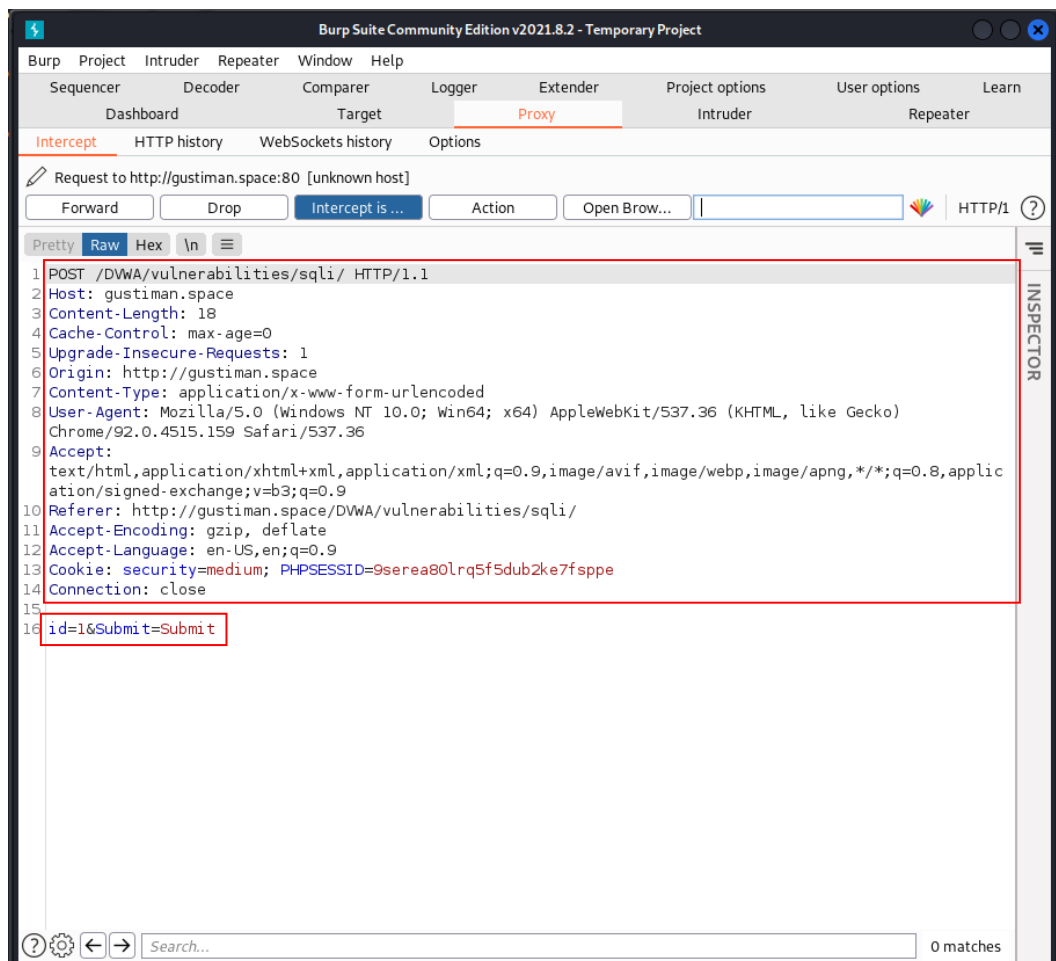 Burp Suite Community Edition v2021.8.2 - Temporary Project
Burp Project Intruder Repeater Window Help
Sequencer Decoder Comparer Logger Extender Project options User options Learn
Dashboard Target Proxy Intruder Repeater
Intercept HTTP history WebSockets history Options
Request to http://gustiman.space:80 [unknown host]
Forward Drop Intercept is ... Action Open Brow... HTTP/1 ?
Pretty Raw Hex \n
INSPECTOR
1 POST /DVWA/vulnerabilities/sqli/ HTTP/1.1
2 Host: gustiman.space
3 Content-Length: 18
4 Cache-Control: max-age=0
5 Upgrade-Insecure-Requests: 1
6 Origin: http://gustiman.space
7 Content-Type: application/x-www-form-urlencoded
8 User-Agent: Mozilla/5.0 (Windows NT 10.0; Win64; x64) AppleWebKit/537.36 (KHTML, like Gecko)
Chrome/92.0.4515.159 Safari/537.36
9 Accept:
text/html,application/xhtml+xml,application/xml;q=0.9,image/avif,image/webp,image/apng,*/*;q=0.8,applic
ation/signed-exchange;v=b3;q=0.9
10 Referer: http://gustiman.space/DVWA/vulnerabilities/sqli/
11 Accept-Encoding: gzip, deflate
12 Accept-Language: en-US,en;q=0.9
13 Cookie: security=medium; PHPSESSID=9serea80lrq5f5dub2ke7fsppe
14 Connection: close
15
16 id=1&Submit=Submit
? Search... 0 matches